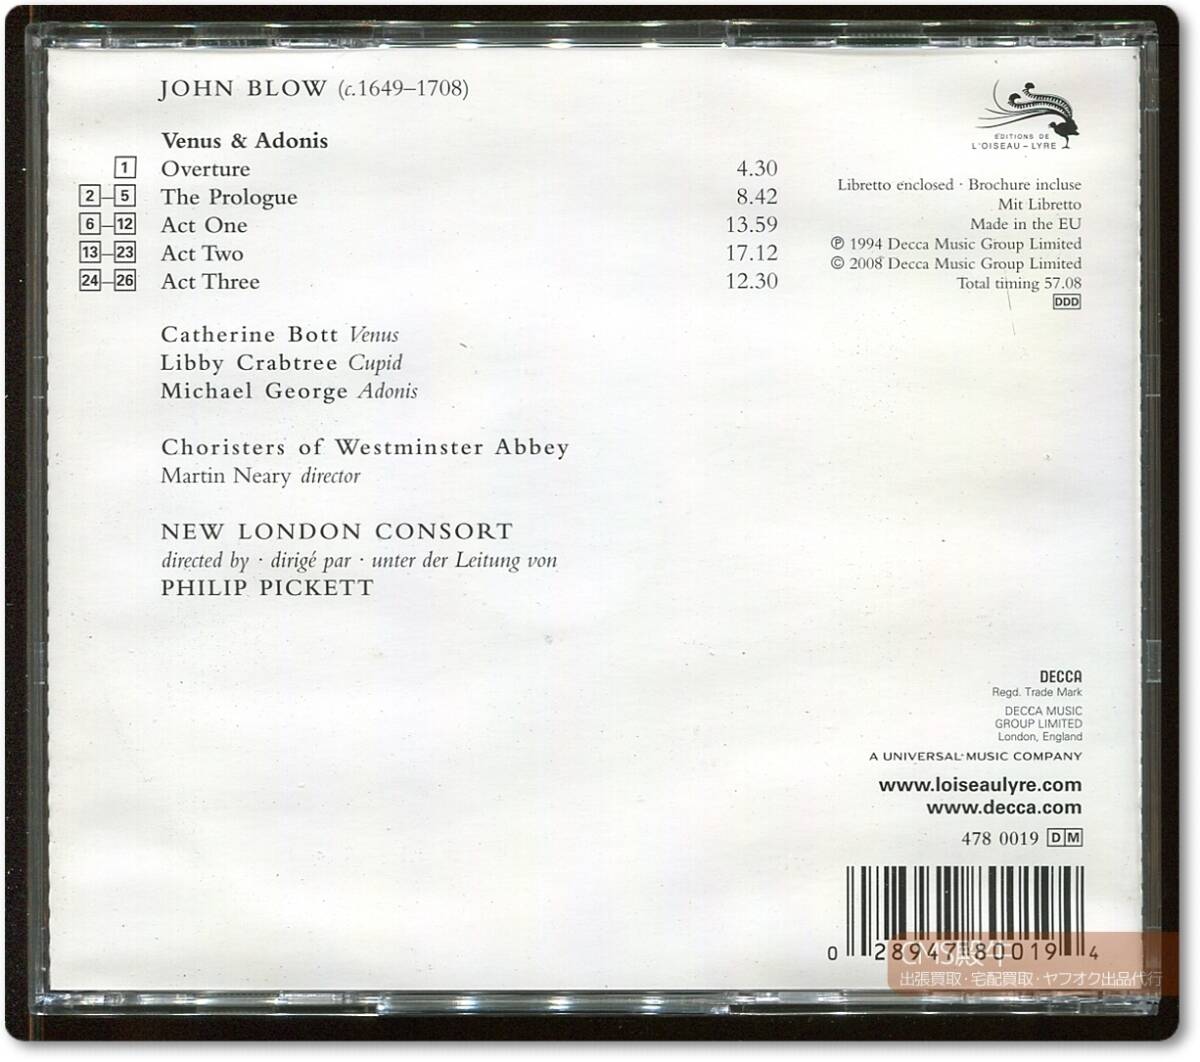 JOHN BLOW (c.1649–1708)
Venus & Adonis
1 Overture 4.30
2–5 The Prologue 8.42
6–12 Act One 13.59
13–23 Act Two 17.12
24–26 Act Three 12.30
Catherine Bott Venus
Libby Crabtree Cupid
Michael George Adonis
Choristers of Westminster Abbey
Martin Neary director
NEW LONDON CONSORT
directed by · dirigé par · unter der Leitung von
PHILIP PICKETT
EDITIONS DE
L'OISEAU-LYRE
Libretto enclosed · Brochure incluse
Mit Libretto
Made in the EU
℗ 1994 Decca Music Group Limited
© 2008 Decca Music Group Limited
Total timing 57.08
DDD
DECCA
Regd. Trade Mark
DECCA MUSIC
GROUP LIMITED
London, England
A UNIVERSAL MUSIC COMPANY
www.loiseaulyre.com
www.decca.com
478 0019 DM
0 28947 80019 4
CMS殿午
出張買取・宅配買取・ヤフオク出品代行